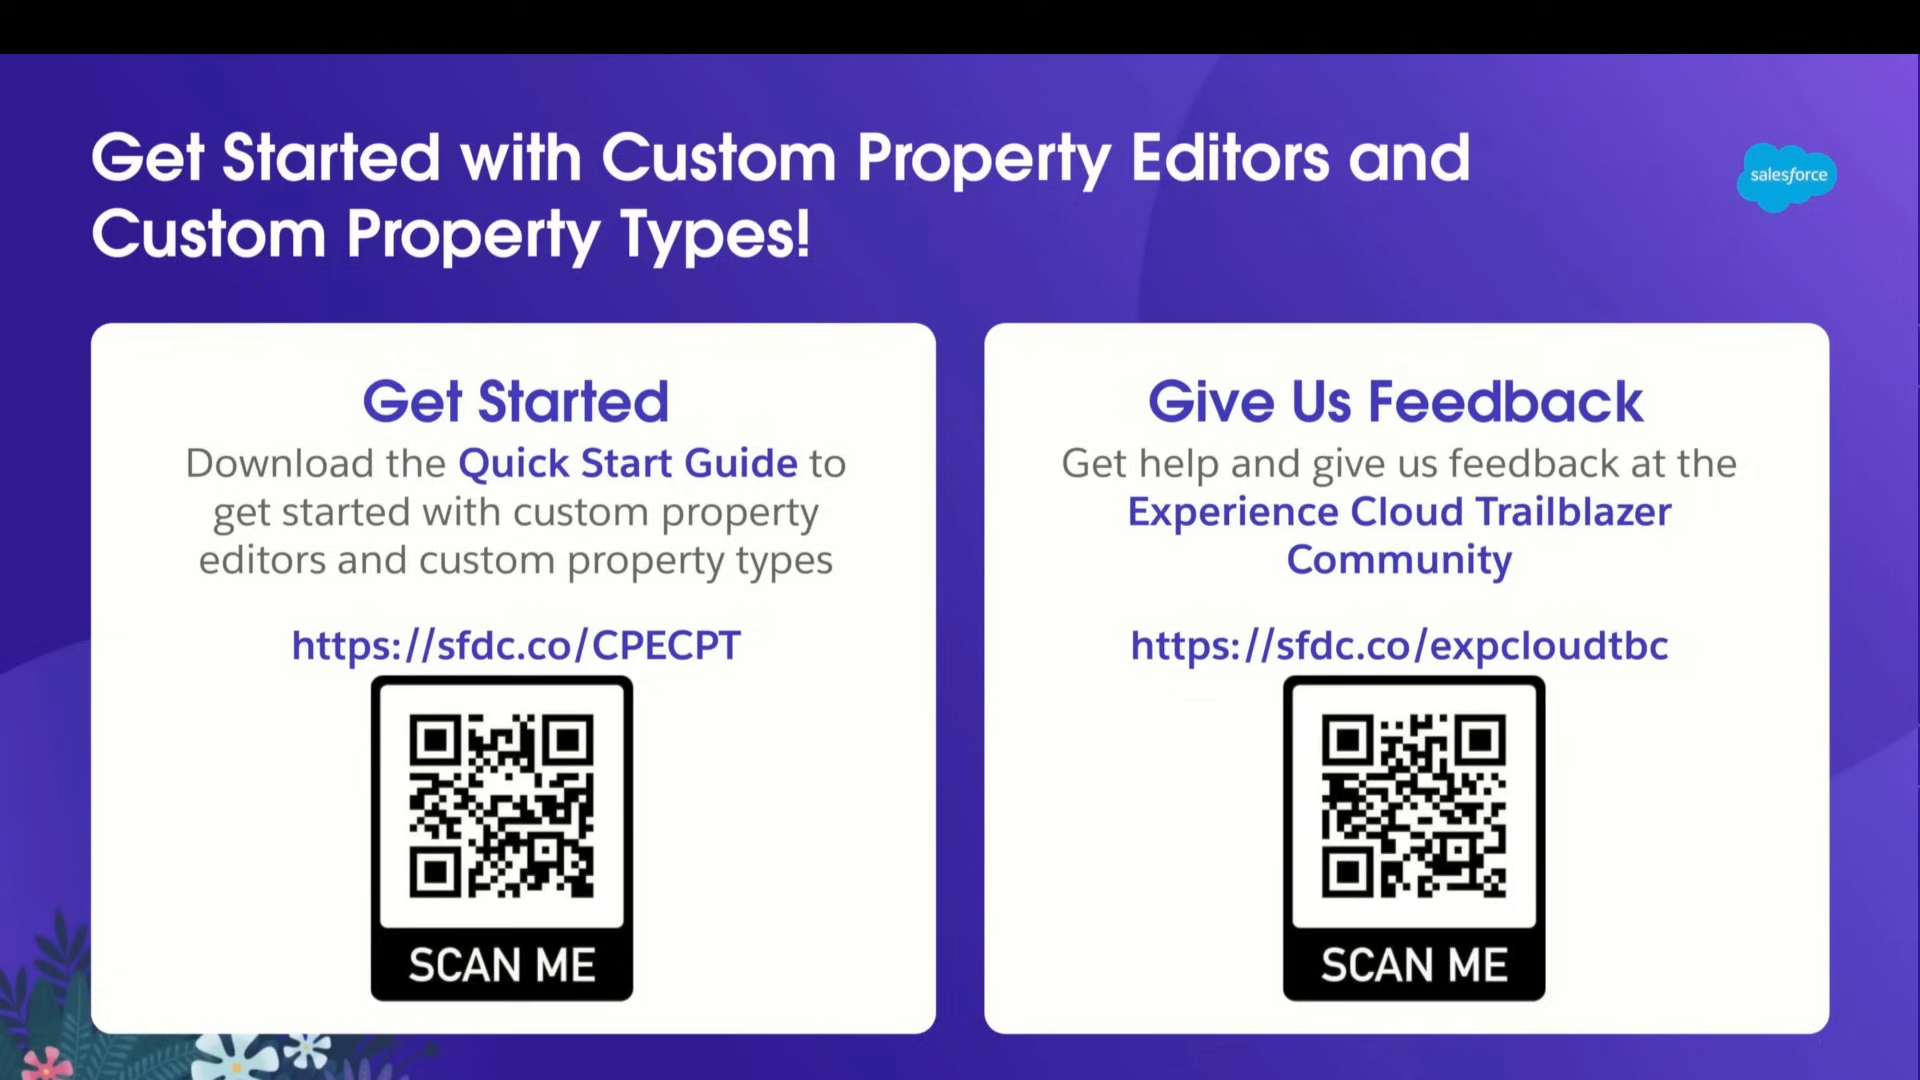 Get Started with Custom Property Editors and
Custom Property Types!
salesforce
Get Started
Download the Quick Start Guide to
get started with custom property
editors and custom property types
https://sfdc.co/CPECPT
SCAN ME
Give Us Feedback
Get help and give us feedback at the
Experience Cloud Trailblazer
Community
https://sfdc.co/expcloudtbc
SCAN ME